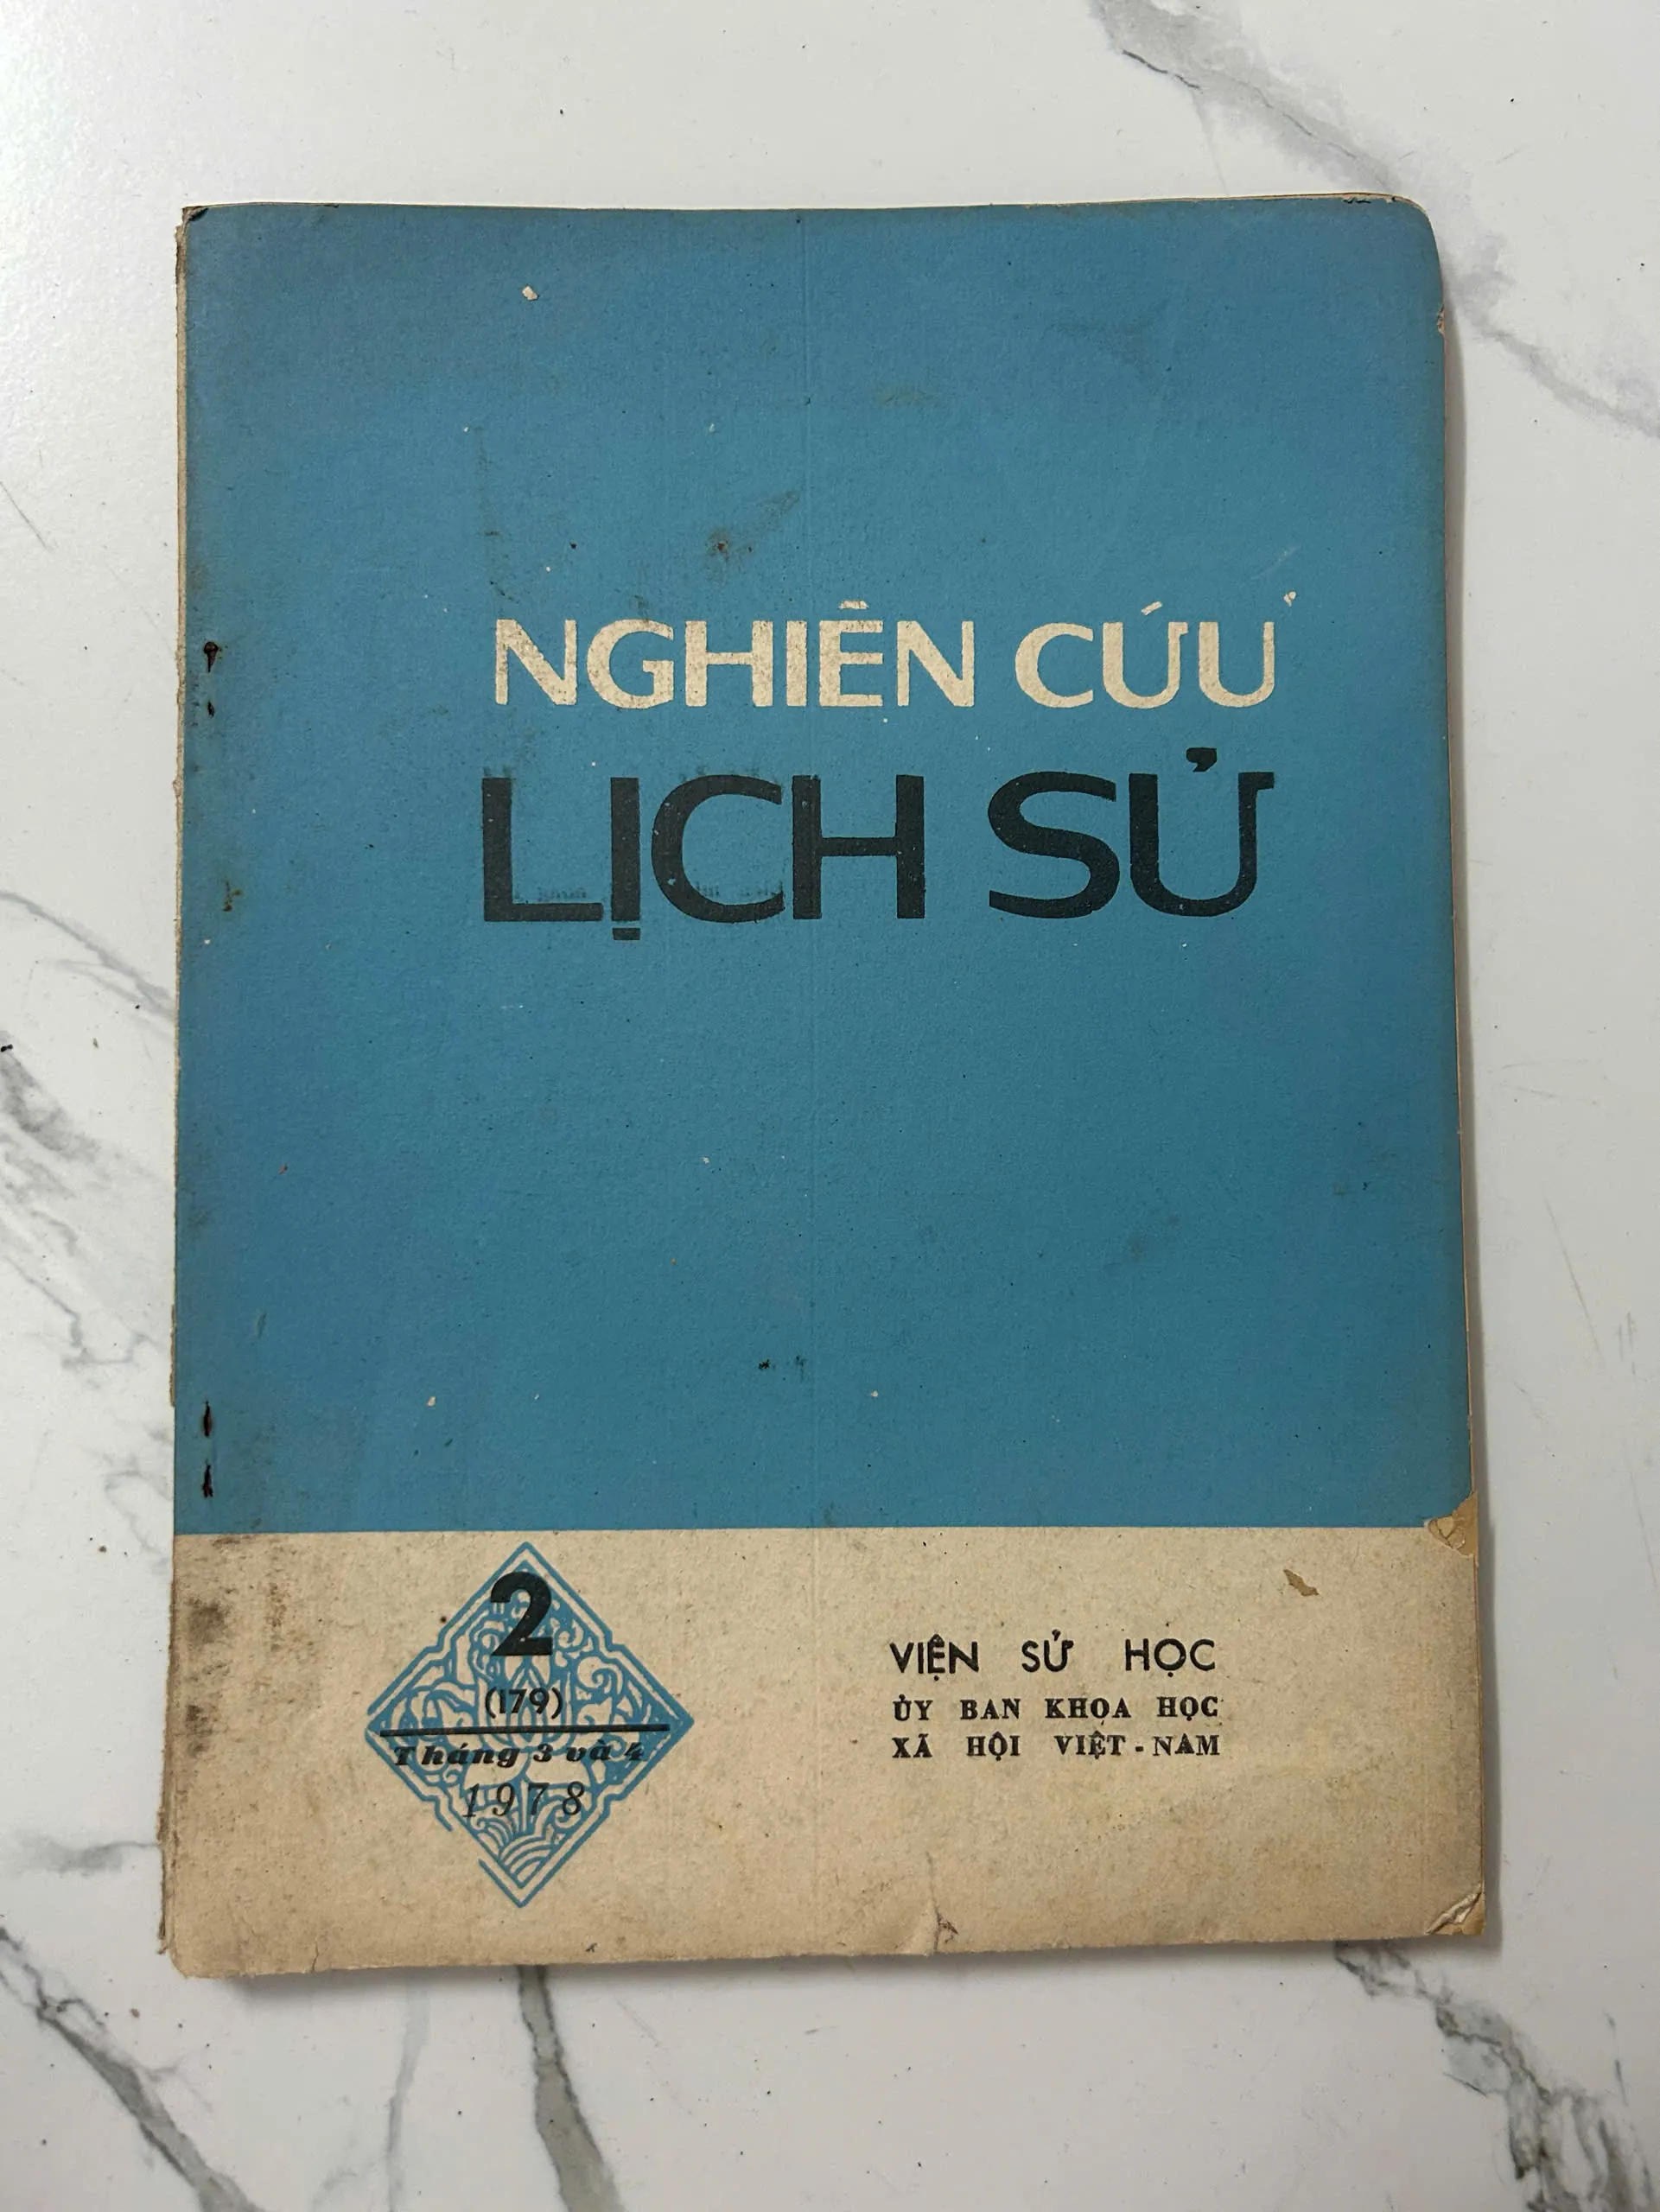 NGHIÊN CỨU
LỊCH SỬ
2
(179)
Tháng 3 và 4
1978
VIỆN SỬ HỌC
ỦY BAN KHOA HỌC
XÃ HỘI VIỆT-NAM